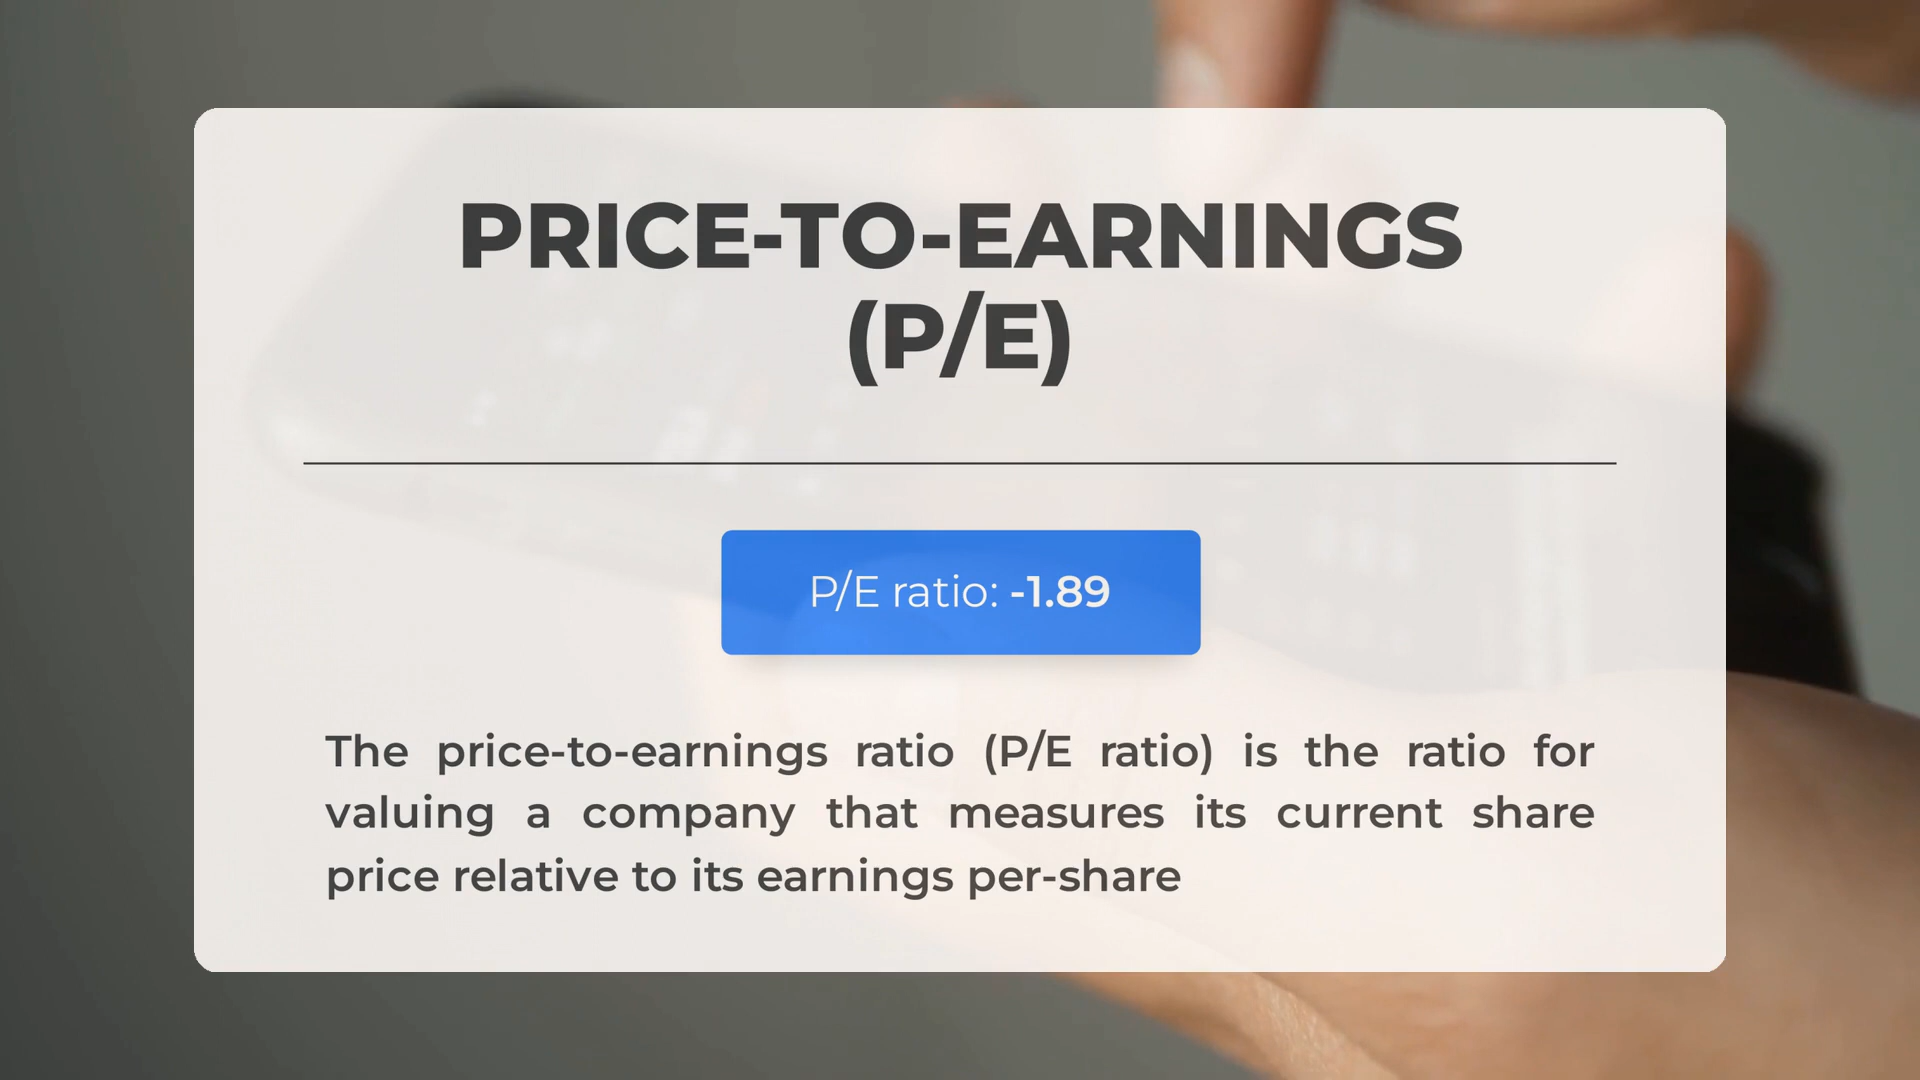 PRICE-TO-EARNINGS
(P/E)
P/E ratio: -1.89
The price-to-earnings ratio (P/E ratio) is the ratio for
valuing a company that measures its current share
price relative to its earnings per-share